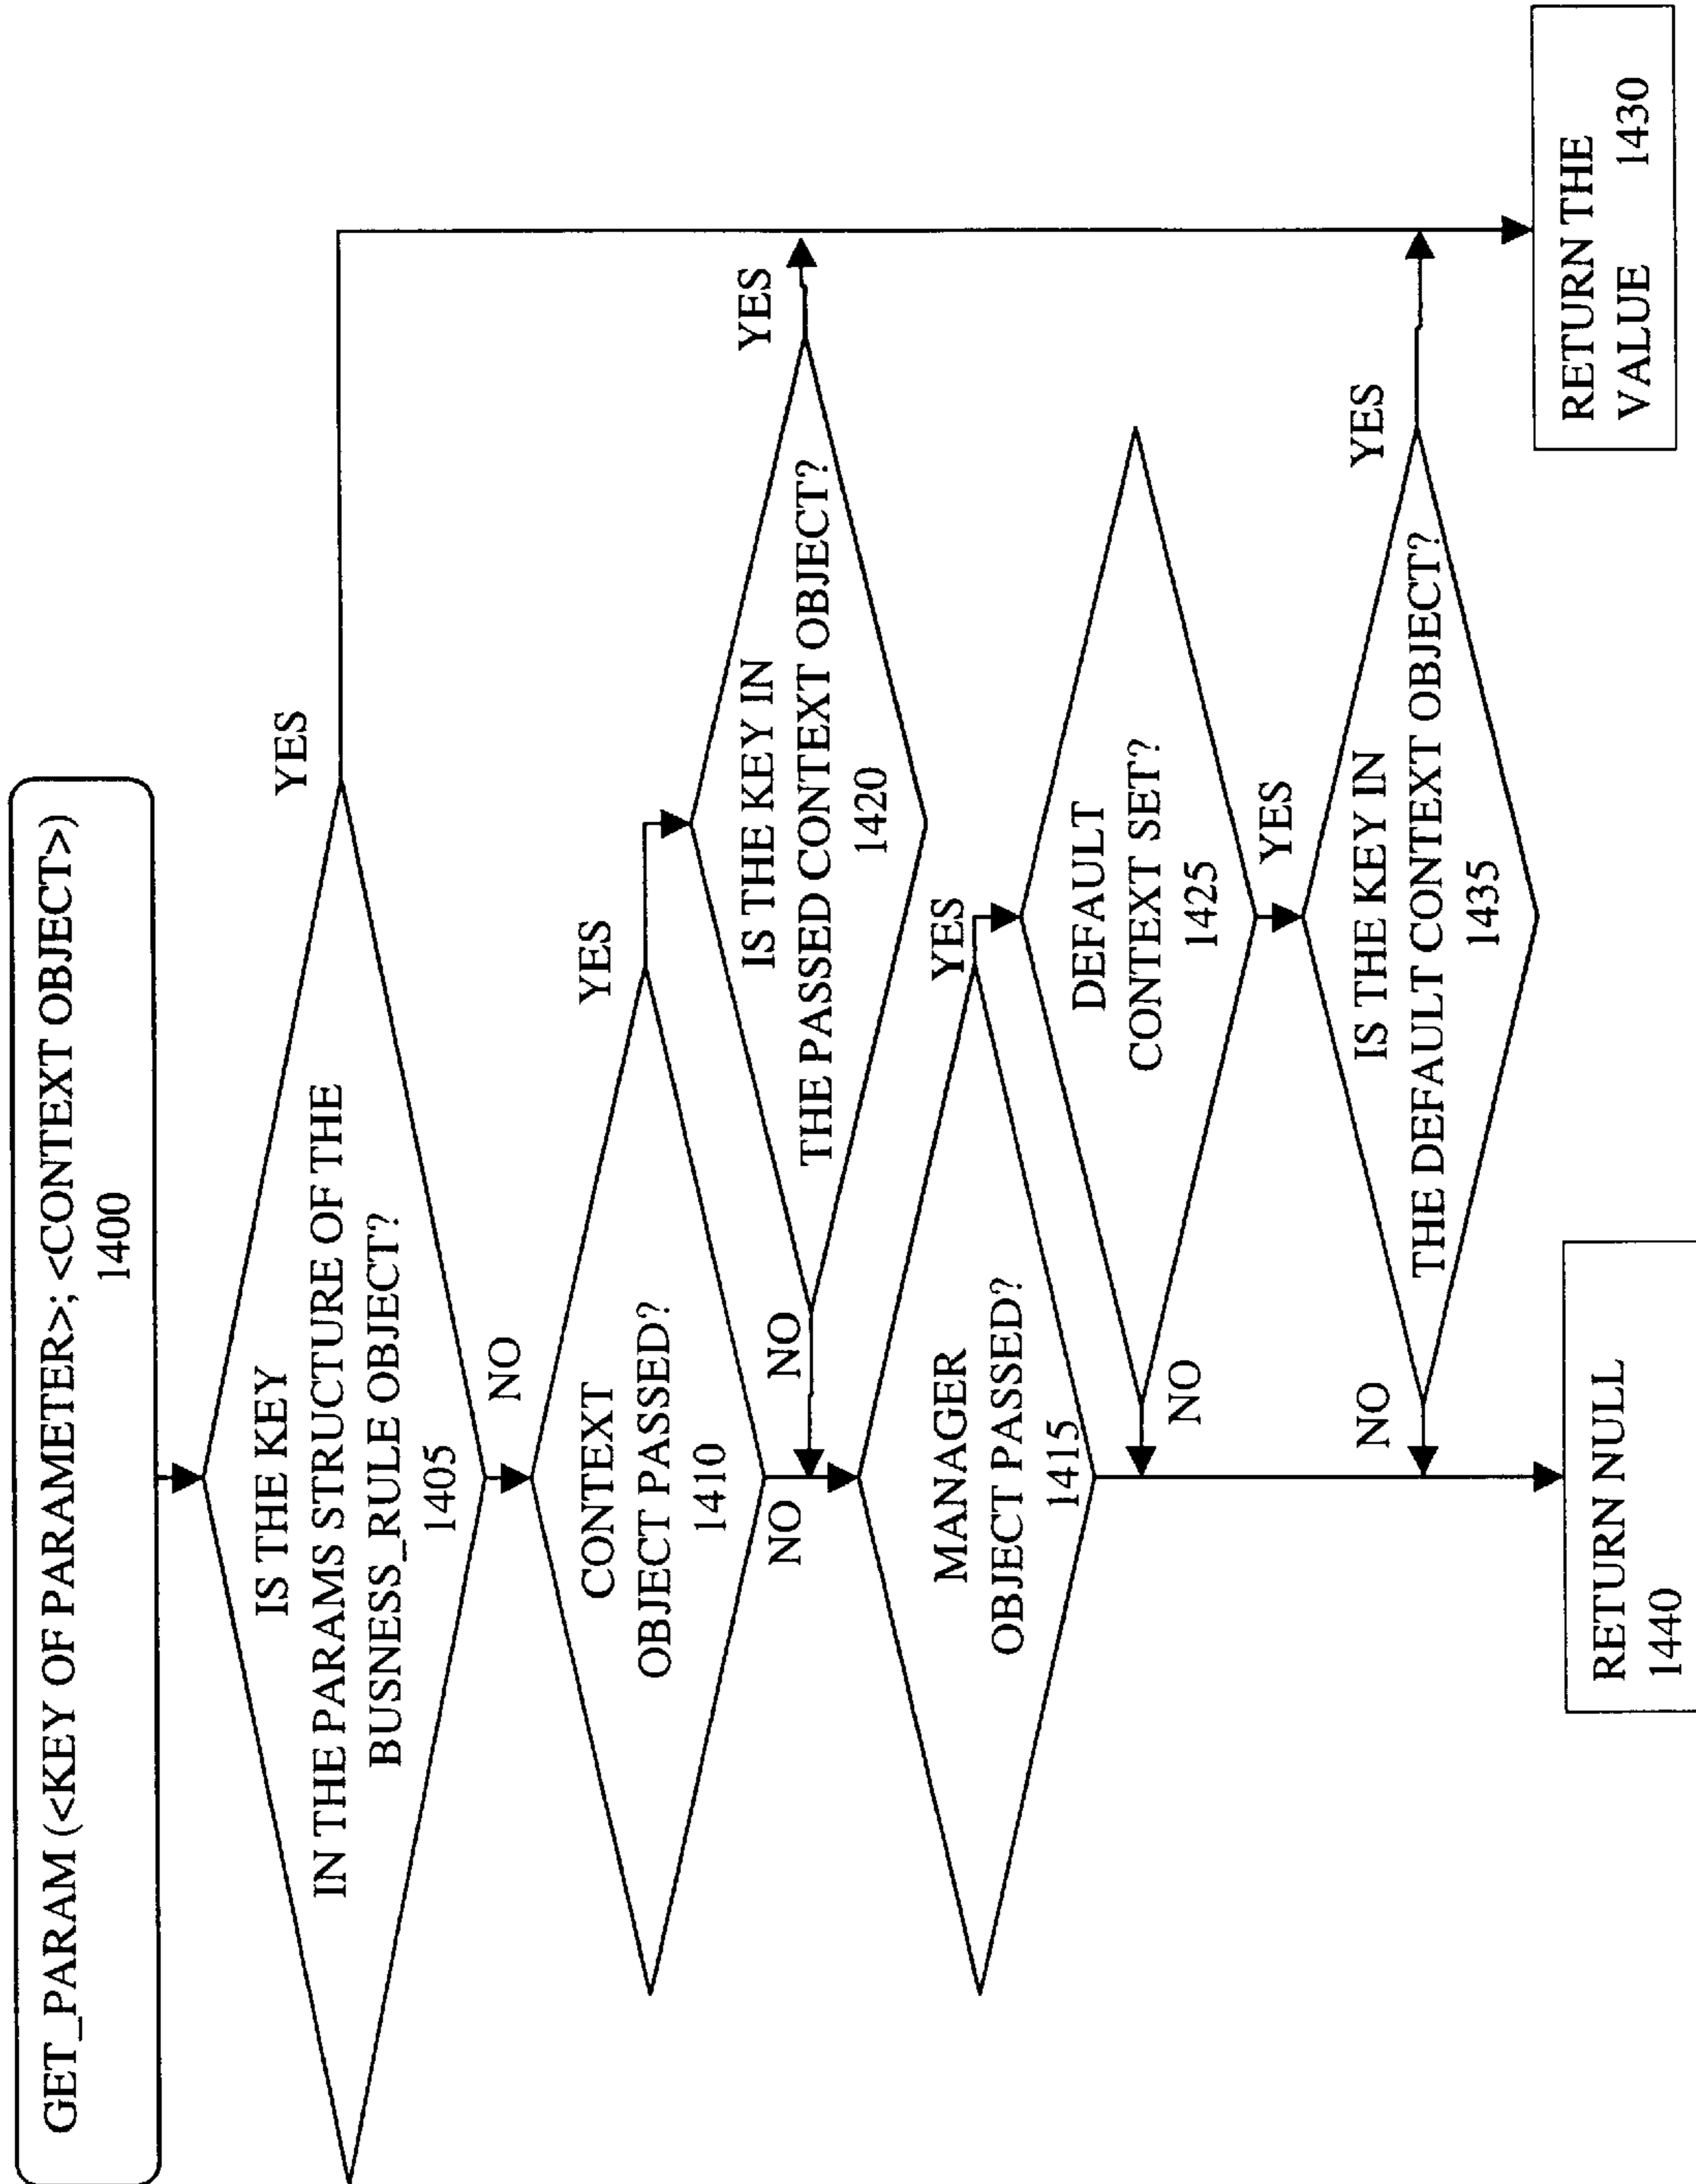 GET_PARAM (<KEY OF PARAMETER>; <CONTEXT OBJECT>)
1400
IS THE KEY
IN THE PARAMS STRUCTURE OF THE
BUSNESS_RULE OBJECT?
1405
YES
NO
CONTEXT
OBJECT PASSED?
1410
YES
NO
IS THE KEY IN
THE PASSED CONTEXT OBJECT?
1420
YES
NO
MANAGER
OBJECT PASSED?
1415
YES
DEFAULT
CONTEXT SET?
1425
NO
YES
IS THE KEY IN
THE DEFAULT CONTEXT OBJECT?
1435
YES
NO
RETURN NULL
1440
RETURN THE
VALUE 1430